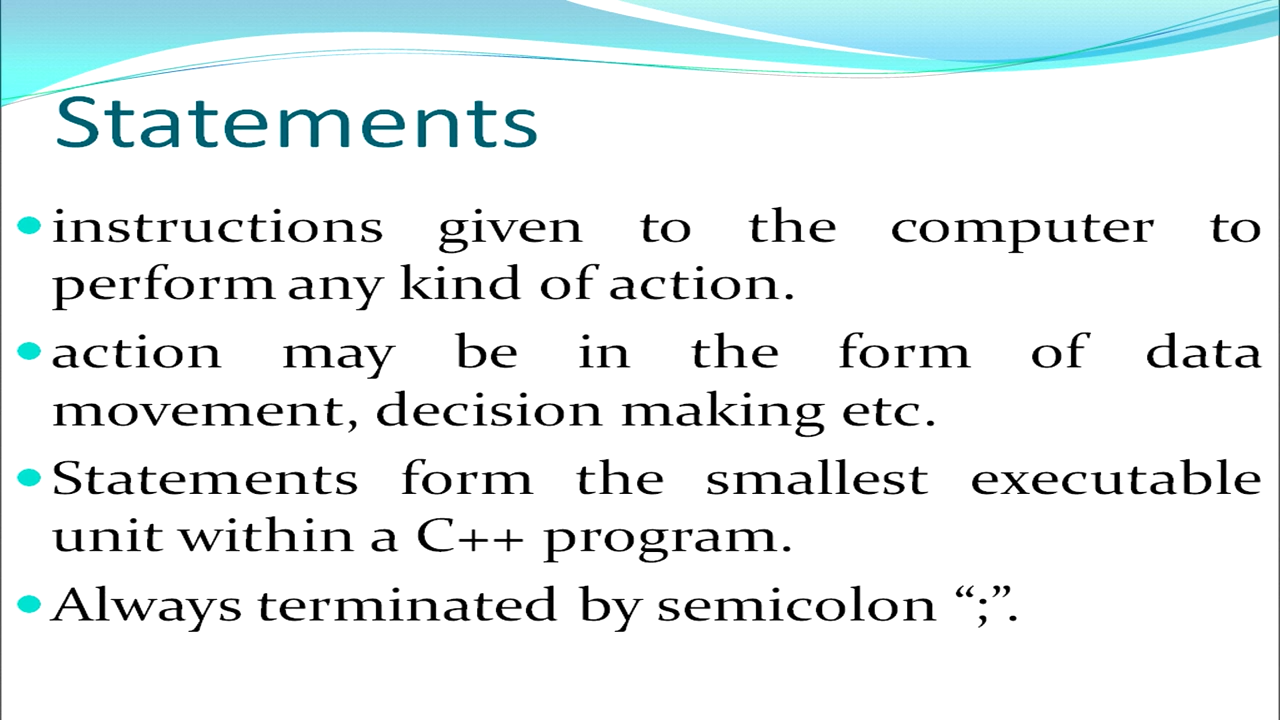 Statements
instructions given to the computer to
perform any kind of action.
action may be in the form of data
movement, decision making etc.
Statements form the smallest executable
unit within a C++ program.
Always terminated by semicolon “;”.